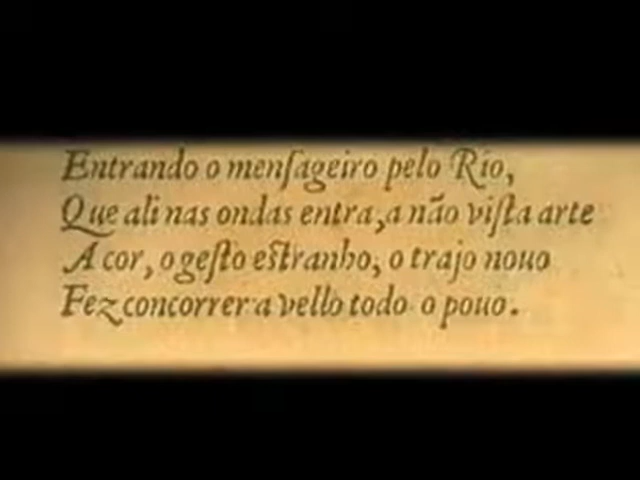 Entrando o menſageiro pelo Rio,
Que ali nas ondas entra, a não viſta arte
A cor, o geſto eſtranho, o trajo nouo
Fez concorrer a vello todo o pouo.